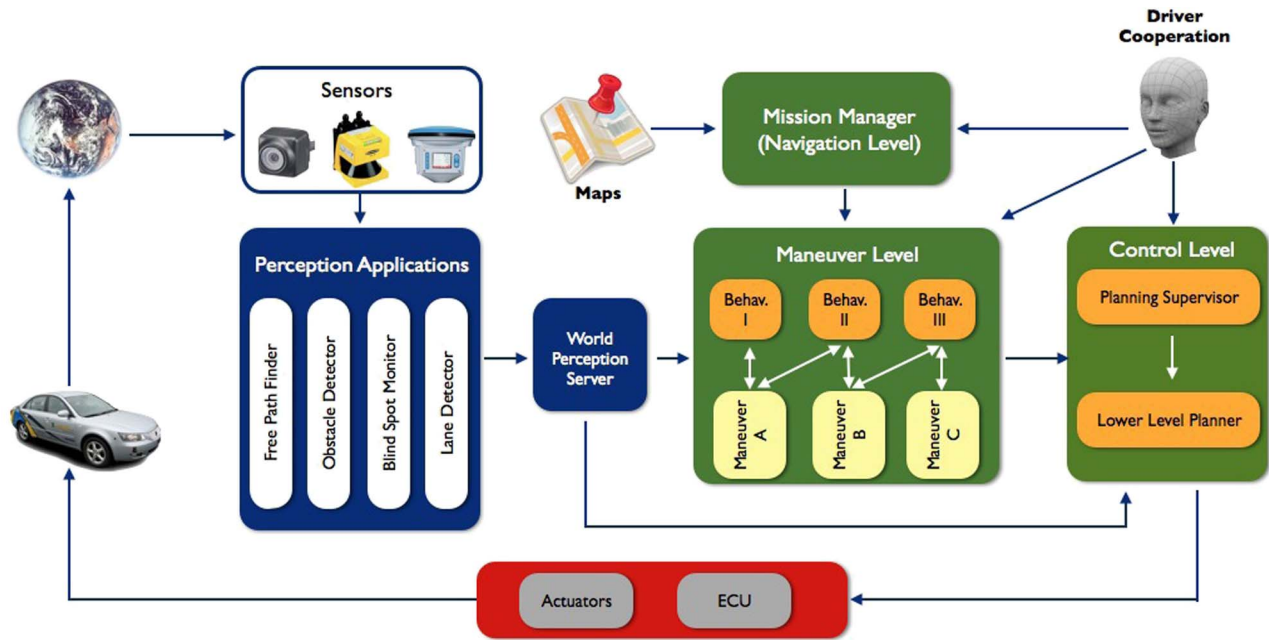 Driver
Cooperation
Sensors
Mission Manager
(Navigation Level)
Maps
Perception Applications
Free Path Finder
Obstacle Detector
Blind Spot Monitor
Lane Detector
World
Perception
Server
Maneuver Level
Behav.
I
Behav.
II
Behav.
III
Maneuver
A
Maneuver
B
Maneuver
C
Control Level
Planning Supervisor
Lower Level Planner
Actuators
ECU